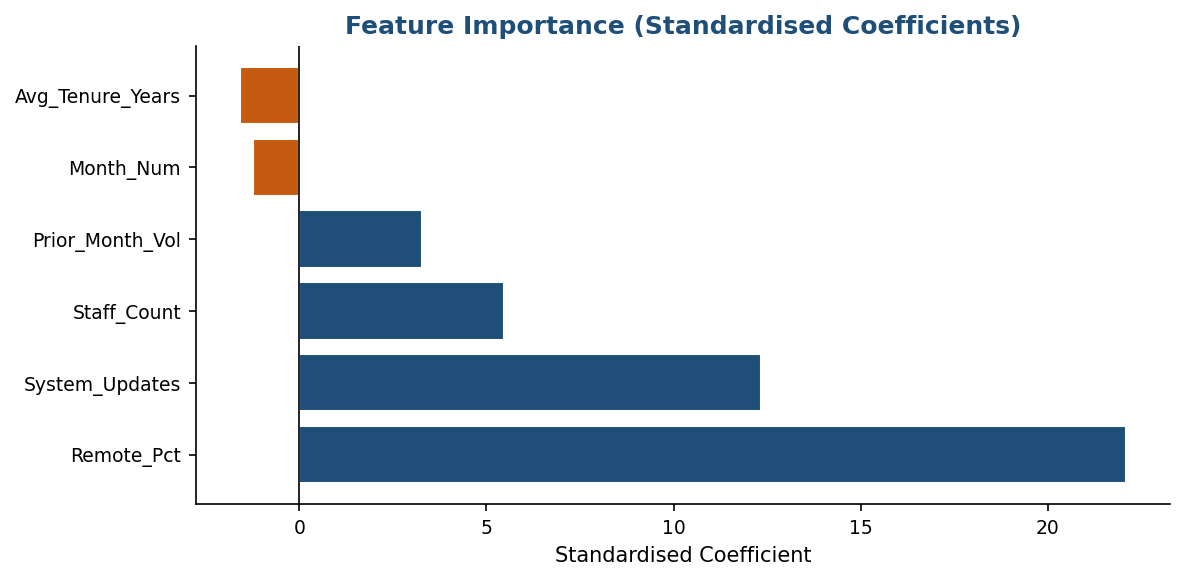 Feature Importance (Standardised Coefficients)
Avg_Tenure_Years
Month_Num
Prior_Month_Vol
Staff_Count
System_Updates
Remote_Pct
0 5 10 15 20
Standardised Coefficient